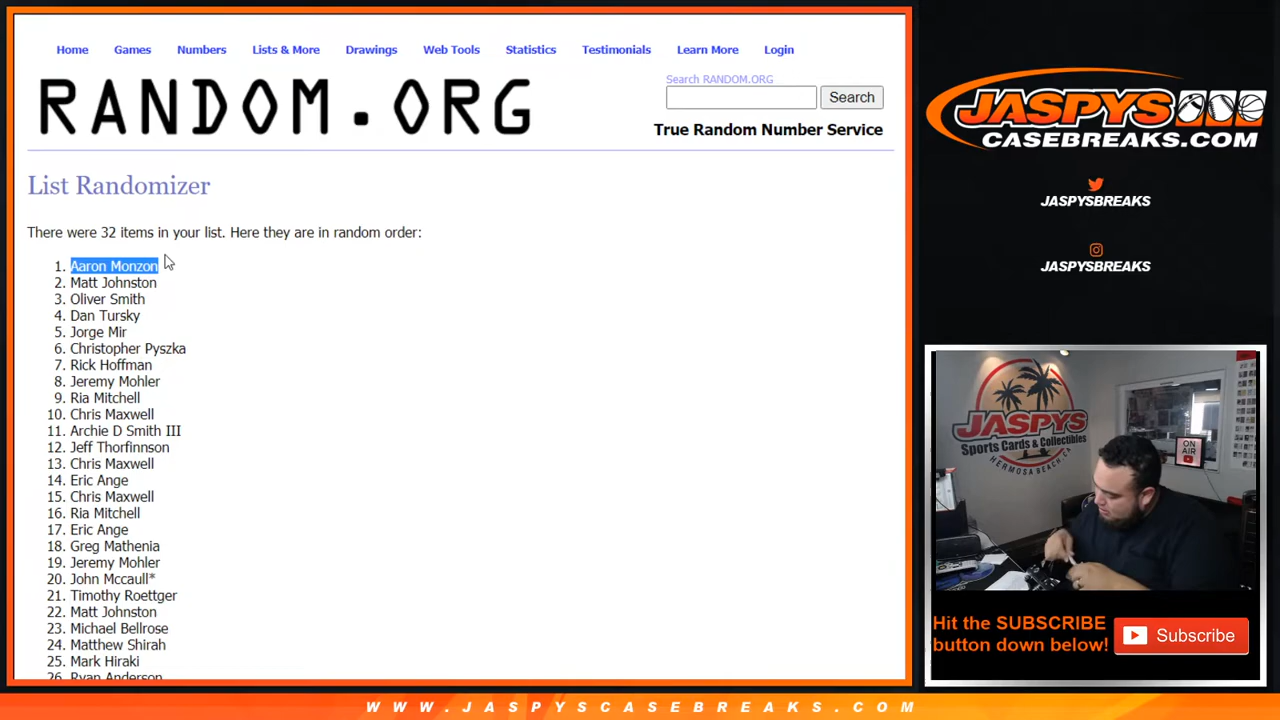 Home Games Numbers Lists & More Drawings Web Tools Statistics Testimonials Learn More Login
RANDOM.ORG
Search RANDOM.ORG
Search
True Random Number Service
List Randomizer
There were 32 items in your list. Here they are in random order:
1. Aaron Monzon
2. Matt Johnston
3. Oliver Smith
4. Dan Tursky
5. Jorge Mir
6. Christopher Pyszka
7. Rick Hoffman
8. Jeremy Mohler
9. Ria Mitchell
10. Chris Maxwell
11. Archie D Smith III
12. Jeff Thorfinnson
13. Chris Maxwell
14. Eric Ange
15. Chris Maxwell
16. Ria Mitchell
17. Eric Ange
18. Greg Mathenia
19. Jeremy Mohler
20. John Mccaull*
21. Timothy Roettger
22. Matt Johnston
23. Michael Bellrose
24. Matthew Shirah
25. Mark Hiraki
26. Ryan Anderson
JASPYS
CASEBREAKS.COM
JASPYSBREAKS
JASPYSBREAKS
JASPYS
Sports Cards & Collectibles
HERMOSA BEACH CA
ON
AIR
Hit the SUBSCRIBE
button down below!
Subscribe
WWW.JASPYSCASEBREAKS.COM